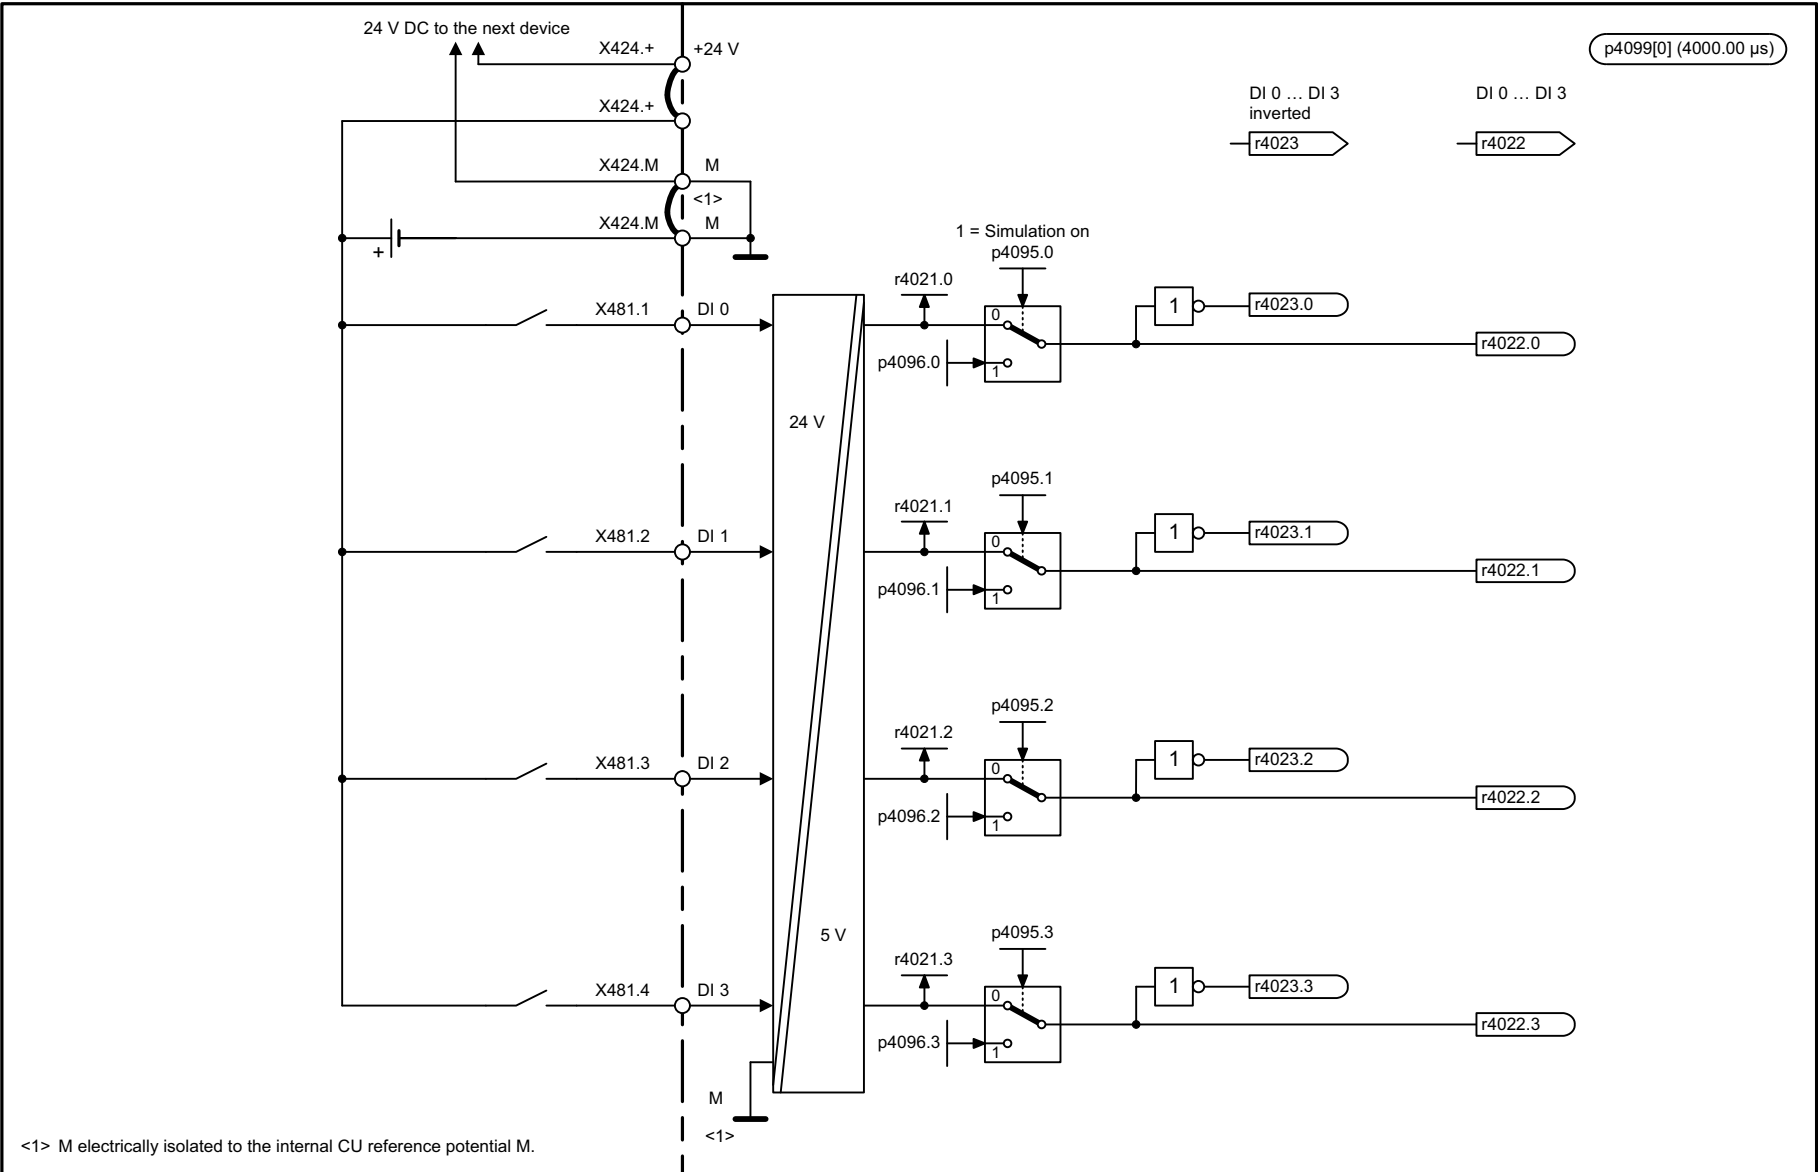 24 V DC to the next device
X424.+
+24 V
p4099[0] (4000.00 µs)
X424.+
DI 0 … DI 3
inverted
DI 0 … DI 3
r4023
r4022
X424.M
M
<1>
X424.M
M
+
1 = Simulation on
p4095.0
r4021.0
X481.1
DI 0
0
1
r4023.0
r4022.0
p4096.0
1
24 V
p4095.1
r4021.1
X481.2
DI 1
0
1
r4023.1
r4022.1
p4096.1
1
p4095.2
r4021.2
X481.3
DI 2
0
1
r4023.2
r4022.2
p4096.2
1
5 V
p4095.3
r4021.3
X481.4
DI 3
0
1
r4023.3
r4022.3
p4096.3
1
M
<1>
<1> M electrically isolated to the internal CU reference potential M.